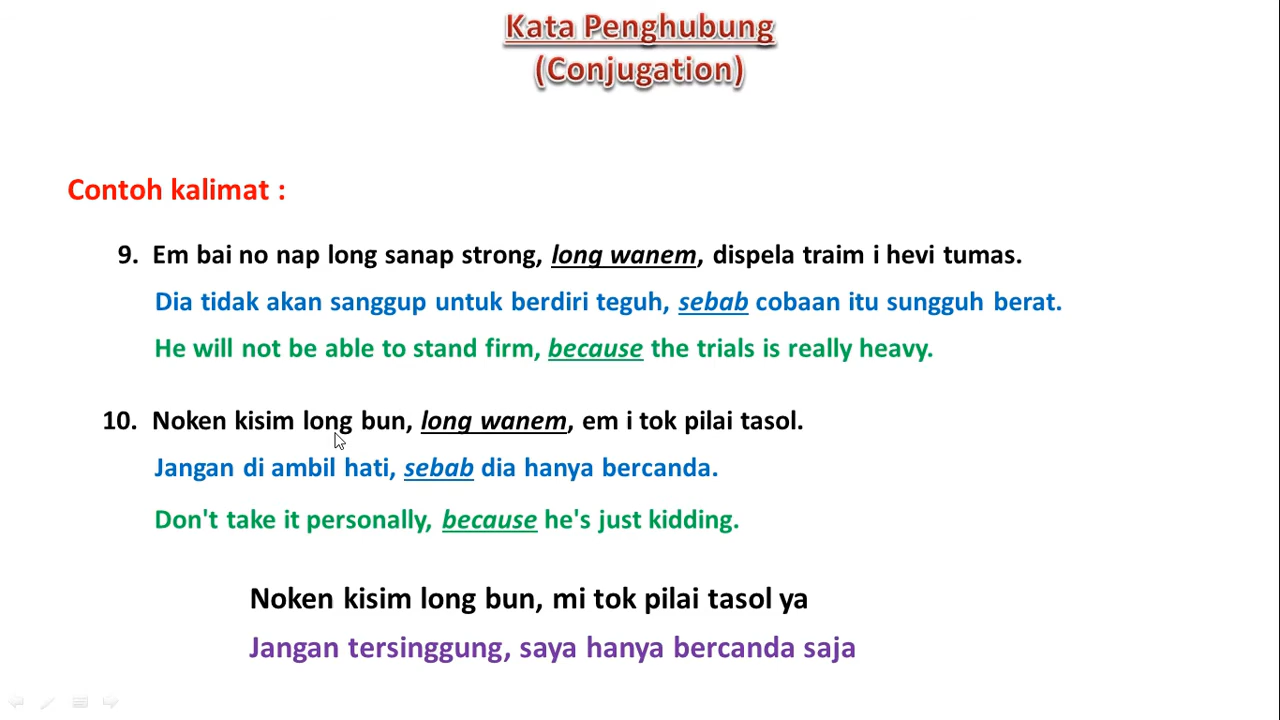 Kata Penghubung
(Conjugation)
Contoh kalimat :
9. Em bai no nap long sanap strong, long wanem, dispela traim i hevi tumas.
Dia tidak akan sanggup untuk berdiri teguh, sebab cobaan itu sungguh berat.
He will not be able to stand firm, because the trials is really heavy.
10. Noken kisim long bun, long wanem, em i tok pilai tasol.
Jangan di ambil hati, sebab dia hanya bercanda.
Don't take it personally, because he's just kidding.
Noken kisim long bun, mi tok pilai tasol ya
Jangan tersinggung, saya hanya bercanda saja